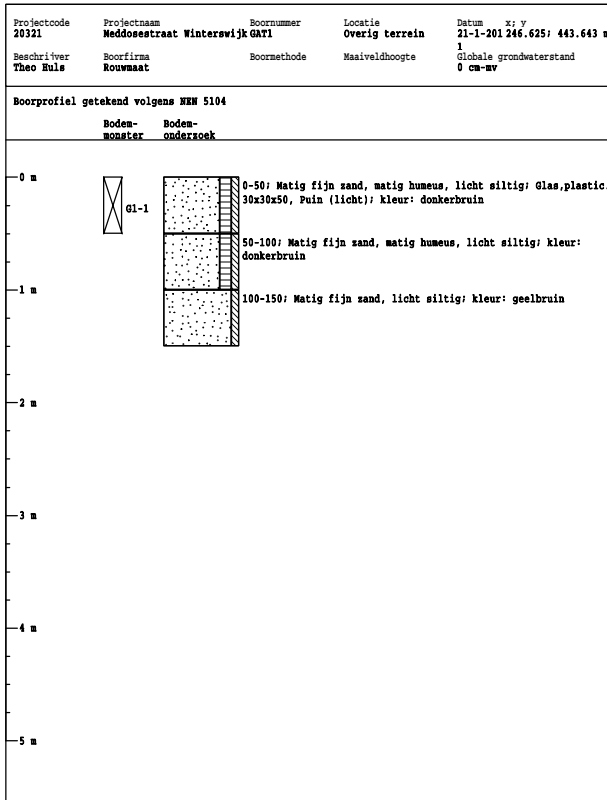 Projectcode Projectnaam Boornummer Locatie Datum x; y
20321 Meddosestraat Winterswijk GAT1 Overig terrein 21-1-201 246.625; 443.643 m
1
Beschrijver Boorfirma Boormethode Maaiveldhoogte Globale grondwaterstand
Theo Huls Rouwmaat 0 cm-mv
Boorprofiel getekend volgens NEN 5104
Bodem- Bodem-
monster onderzoek
0 m
G1-1
0-50; Matig fijn zand, matig humeus, licht siltig; Glas,plastic.
30x30x50, Puin (licht); kleur: donkerbruin
50-100; Matig fijn zand, matig humeus, licht siltig; kleur:
donkerbruin
1 m
100-150; Matig fijn zand, licht siltig; kleur: geelbruin
2 m
3 m
4 m
5 m